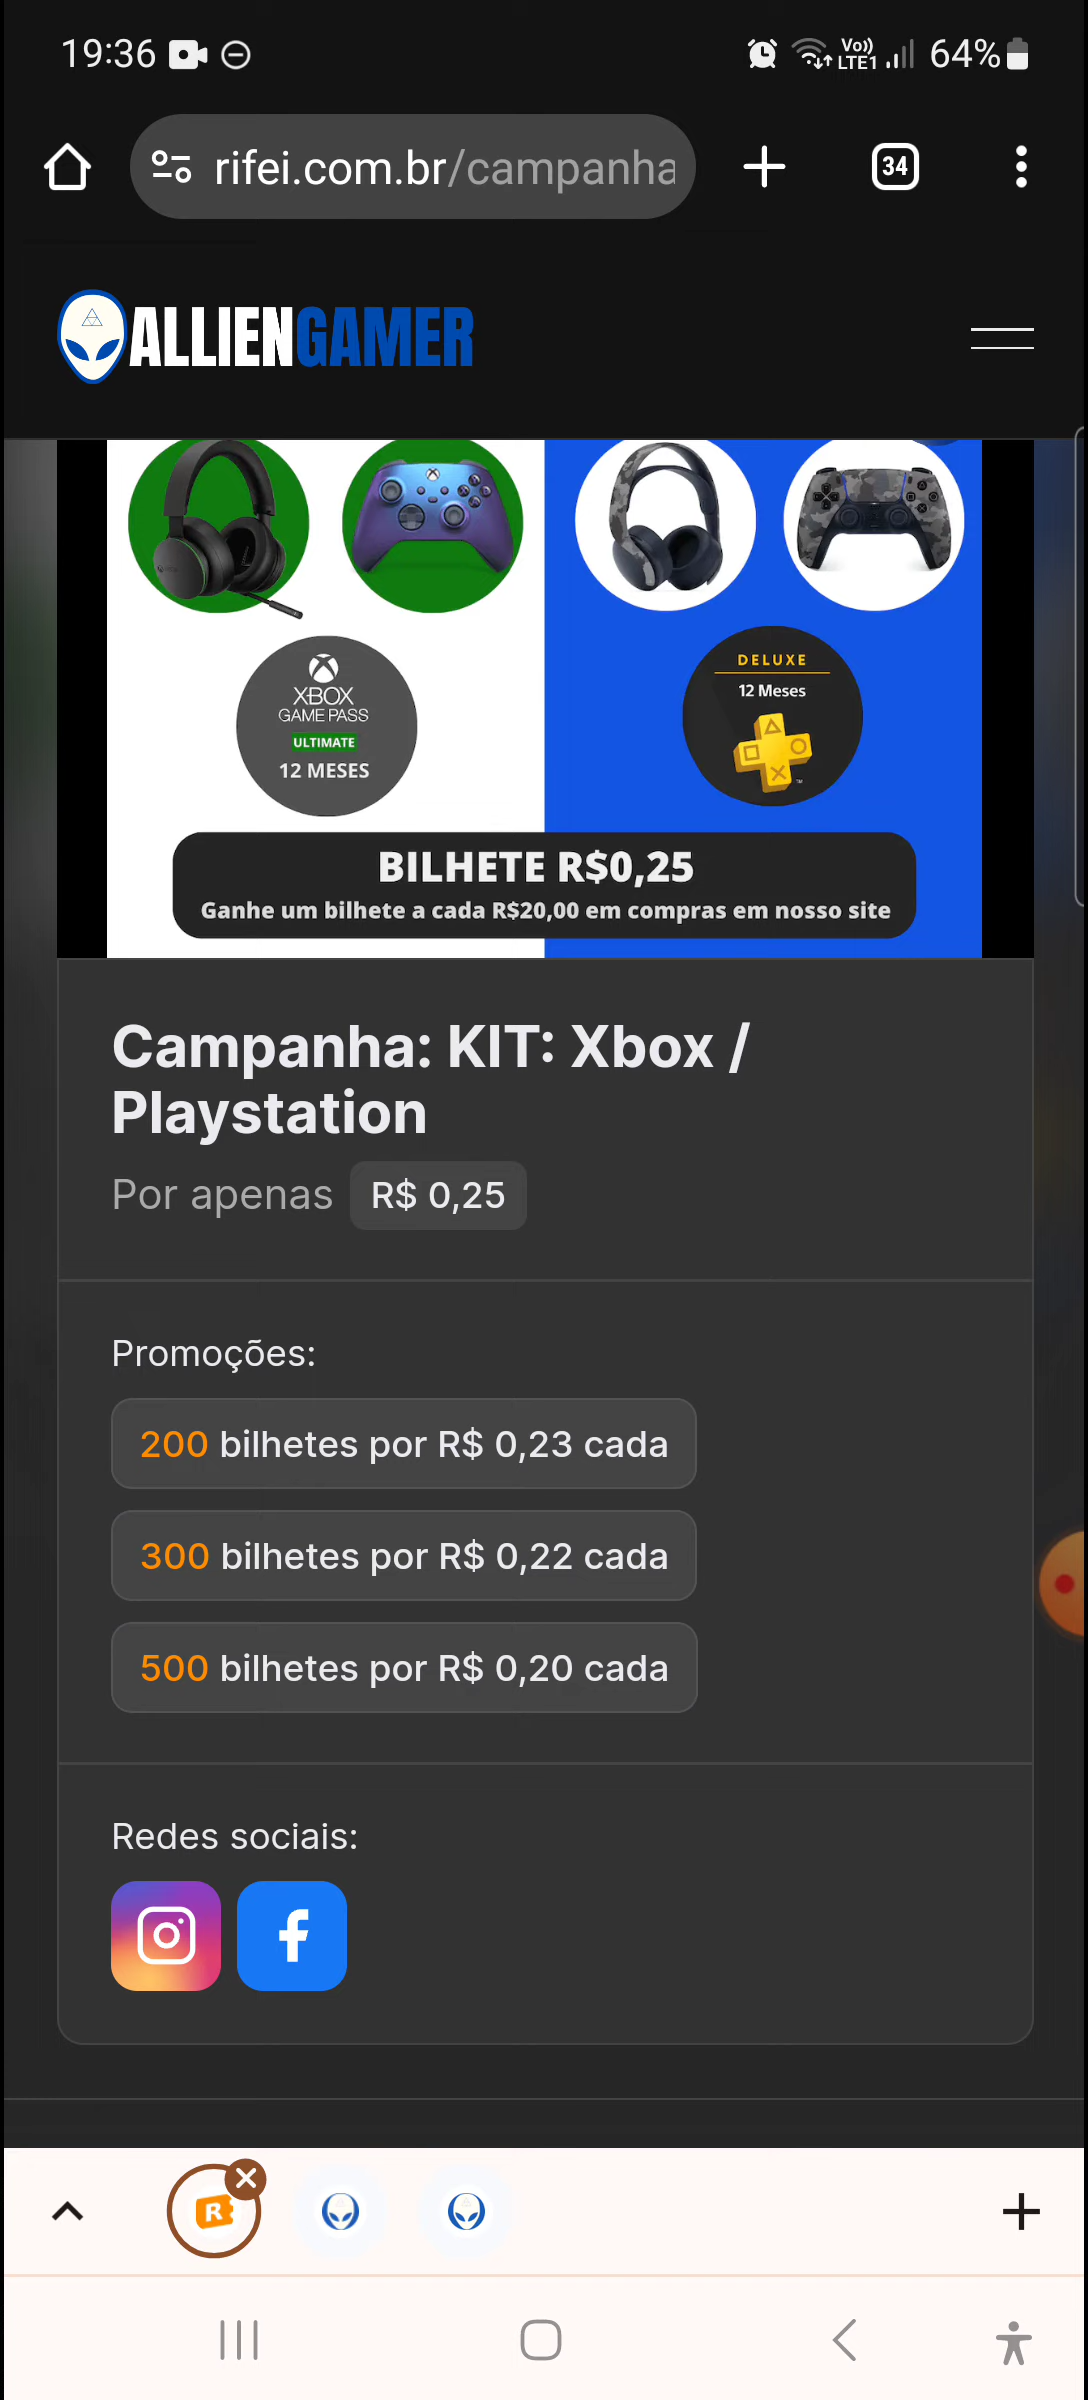 19:36
Vo))
LTE1
64%
rifei.com.br/campanha
34
ALLIENGAMER
XBOX
GAME PASS
ULTIMATE
12 MESES
DELUXE
12 Meses
BILHETE R$0,25
Ganhe um bilhete a cada R$20,00 em compras em nosso site
Campanha: KIT: Xbox /
Playstation
Por apenas R$ 0,25
Promoções:
200 bilhetes por R$ 0,23 cada
300 bilhetes por R$ 0,22 cada
500 bilhetes por R$ 0,20 cada
Redes sociais:
R